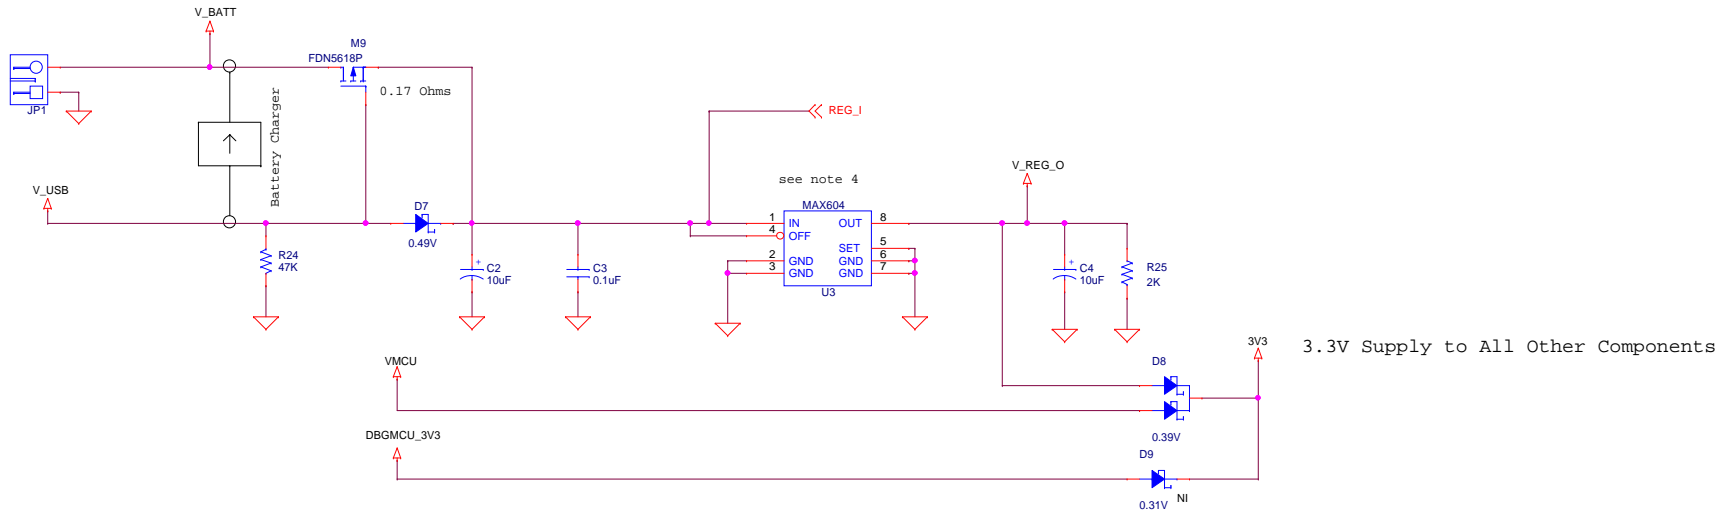 V_BATT
M9
FDN5618P
0.17 Ohms
JP1
Battery Charger
REG_I
V_USB
V_REG_O
see note 4
D7
0.49V
MAX604
1
IN
OUT
8
4
OFF
SET
5
2
GND
GND
6
3
GND
GND
7
U3
R24
47K
+
C2
10uF
C3
0.1uF
+
C4
10uF
R25
2K
3V3
3.3V Supply to All Other Components
VMCU
D8
0.39V
DBGMCU_3V3
D9
NI
0.31V